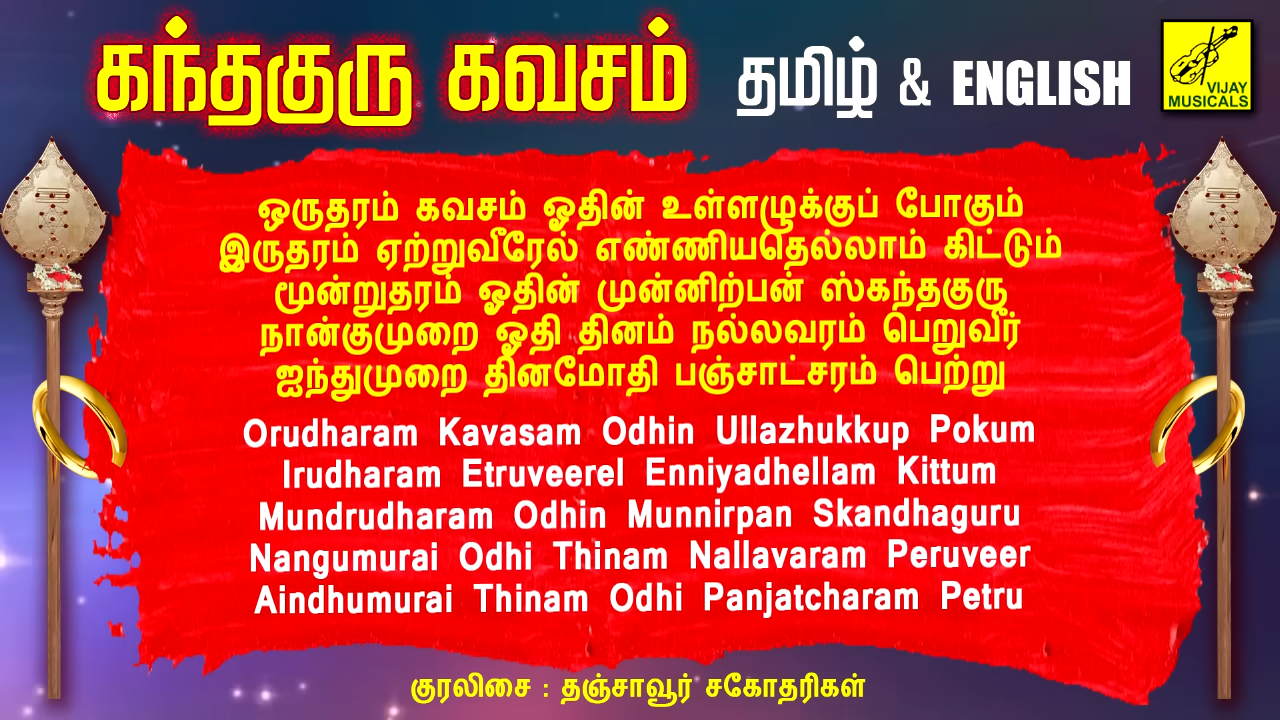 கந்தகுரு கவசம் தமிழ் & ENGLISH
VIJAY
MUSICALS
ஒருதரம் கவசம் ஓதின் உள்ளழுக்குப் போகும்
இருதரம் ஏற்றுவீரேல் எண்ணியதெல்லாம் கிட்டும்
மூன்றுதரம் ஓதின் முன்னிற்பன் ஸ்கந்தகுரு
நான்குமுறை ஓதி தினம் நல்லவரம் பெறுவீர்
ஐந்துமுறை தினமோதி பஞ்சாட்சரம் பெற்று
Orudharam Kavasam Odhin Ullazhukkup Pokum
Irudharam Etruveerel Enniyadhellam Kittum
Mundrudharam Odhin Munnirpan Skandhaguru
Nangumurai Odhi Thinam Nallavaram Peruveer
Aindhumurai Thinam Odhi Panjatcharam Petru
குரலிசை : தஞ்சாவூர் சகோதரிகள்